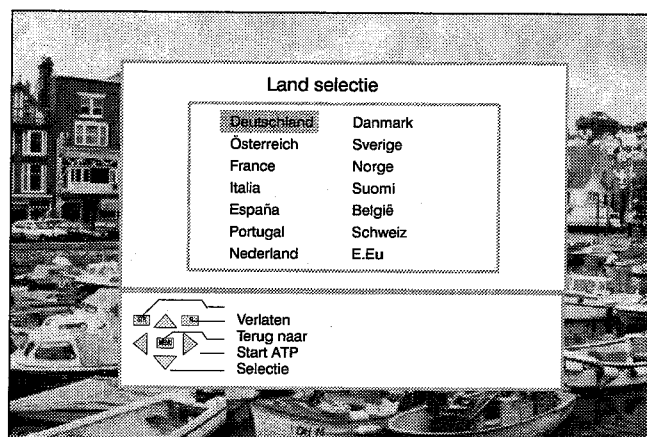 Land selectie
Deutschland Danmark
Österreich Sverige
France Norge
Italia Suomi
España België
Portugal Schweiz
Nederland E.Eu
Verlaten
Terug naar
MENU
Start ATP
Selectie